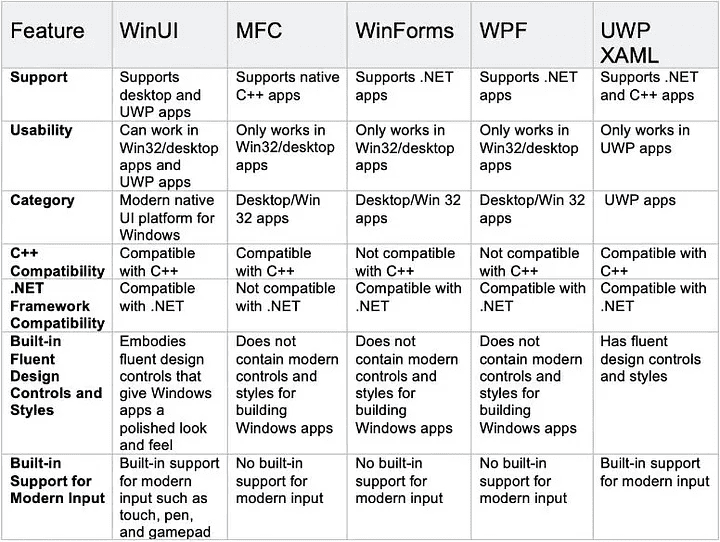 Feature WinUI MFC WinForms WPF UWP
XAML
Support
Supports
desktop and
UWP apps
Supports native
C++ apps
Supports .NET
apps
Supports .NET
apps
Supports .NET
and C++ apps
Usability
Can work in
Win32/desktop
apps and
UWP apps
Only works in
Win32/desktop
apps
Only works in
Win32/desktop
apps
Only works in
Win32/desktop
apps
Only works in
UWP apps
Category
Modern native
UI platform for
Windows
Desktop/Win
32 apps
Desktop/Win 32
apps
Desktop/Win 32
apps
UWP apps
C++
Compatibility
Compatible
with C++
Compatible
with C++
Not compatible
with C++
Not compatible
with C++
Compatible with
C++
.NET
Framework
Compatibility
Compatible
with .NET
Not compatible
with .NET
Compatible with
.NET
Compatible with
.NET
Compatible with
.NET
Built-in
Fluent
Design
Controls and
Styles
Embodies
fluent design
controls that
give Windows
apps a
polished look
and feel
Does not
contain modern
controls and
styles for
building
Windows apps
Does not
contain modern
controls and
styles for
building
Windows apps
Does not
contain modern
controls and
styles for
building
Windows apps
Has fluent
design controls
and styles
Built-in
Support for
Modern Input
Built-in support
for modern
input such as
touch, pen,
and gamepad
No built-in
support for
modern input
No built-in
support for
modern input
No built-in
support for
modern input
Built-in support
for modern input